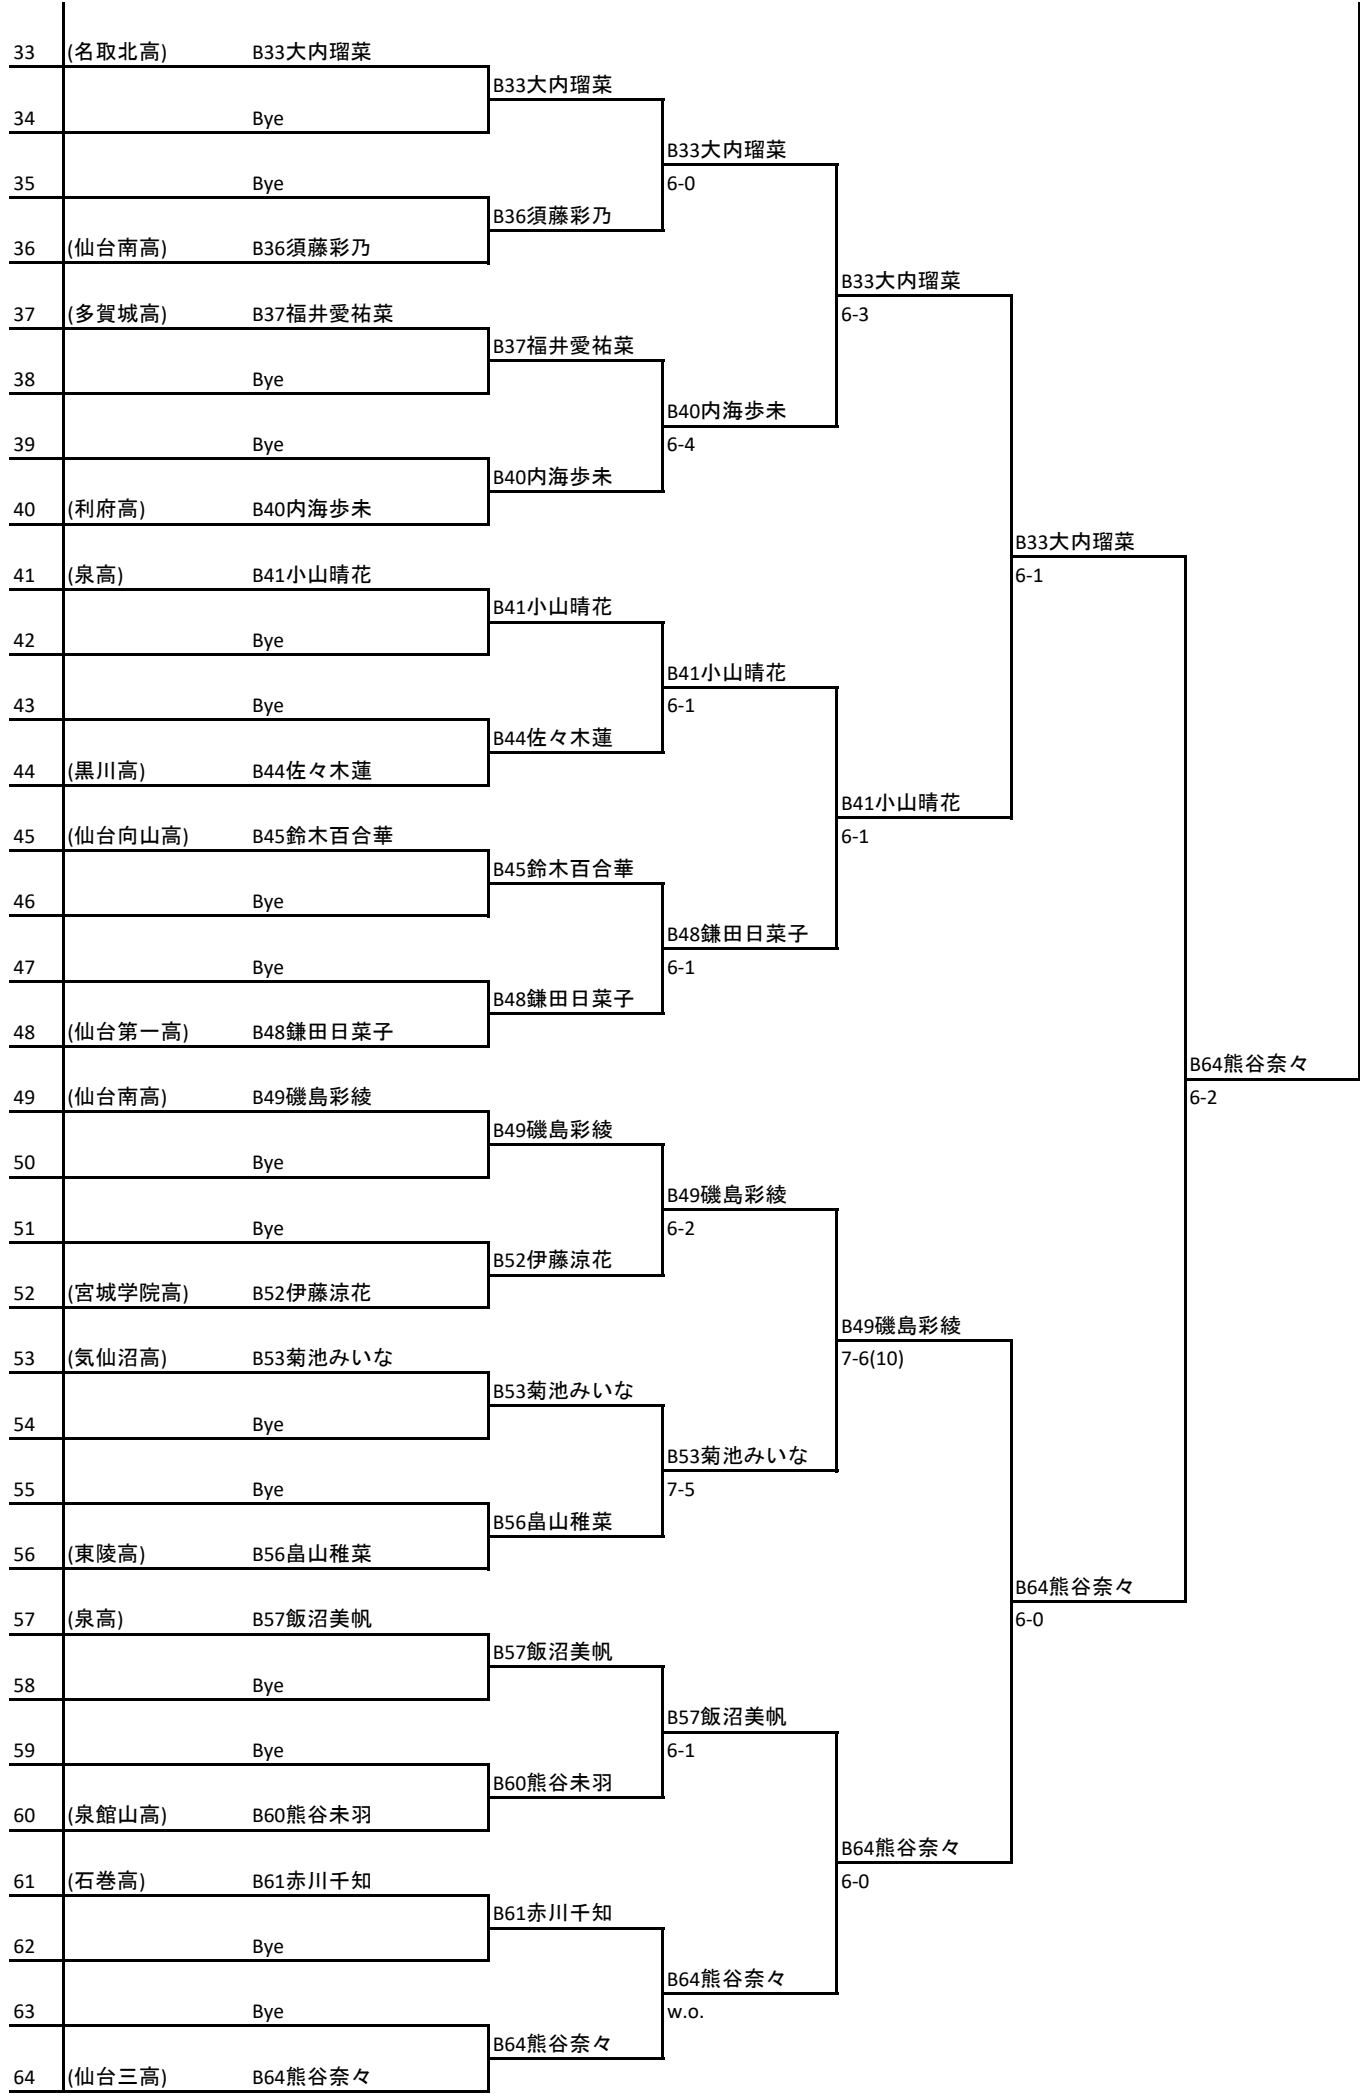 33 (名取北高) B33大内瑠菜
B33大内瑠菜
34 Bye
B33大内瑠菜
35 Bye
6-0
B36須藤彩乃
36 (仙台南高) B36須藤彩乃
B33大内瑠菜
37 (多賀城高) B37福井愛祐菜
6-3
B37福井愛祐菜
38 Bye
B40内海歩未
39 Bye
6-4
B40内海歩未
40 (利府高) B40内海歩未
B33大内瑠菜
41 (泉高) B41小山晴花
6-1
B41小山晴花
42 Bye
B41小山晴花
43 Bye
6-1
B44佐々木蓮
44 (黒川高) B44佐々木蓮
B41小山晴花
45 (仙台向山高) B45鈴木百合華
6-1
B45鈴木百合華
46 Bye
B48鎌田日菜子
47 Bye
6-1
B48鎌田日菜子
48 (仙台第一高) B48鎌田日菜子
B64熊谷奈々
49 (仙台南高) B49磯島彩綾
6-2
B49磯島彩綾
50 Bye
B49磯島彩綾
51 Bye
6-2
B52伊藤涼花
52 (宮城学院高) B52伊藤涼花
B49磯島彩綾
53 (気仙沼高) B53菊池みいな
7-6(10)
B53菊池みいな
54 Bye
B53菊池みいな
55 Bye
7-5
B56畠山稚菜
56 (東陵高) B56畠山稚菜
B64熊谷奈々
57 (泉高) B57飯沼美帆
6-0
B57飯沼美帆
58 Bye
B57飯沼美帆
59 Bye
6-1
B60熊谷未羽
60 (泉館山高) B60熊谷未羽
B64熊谷奈々
61 (石巻高) B61赤川千知
6-0
B61赤川千知
62 Bye
B64熊谷奈々
63 Bye
w.o.
B64熊谷奈々
64 (仙台三高) B64熊谷奈々